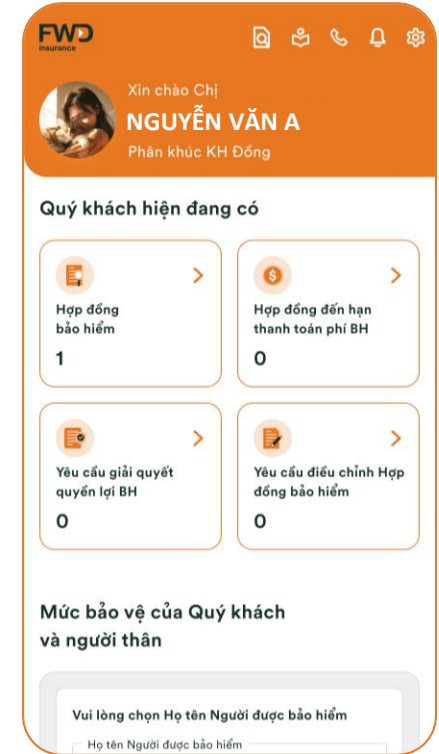 FWD
insurance
Xin chào Chị
NGUYỄN VĂN A
Phân khúc KH Đồng
Quý khách hiện đang có
Hợp đồng
bảo hiểm
1
Hợp đồng đến hạn
thanh toán phí BH
0
Yêu cầu giải quyết
quyền lợi BH
0
Yêu cầu điều chỉnh Hợp
đồng bảo hiểm
0
Mức bảo vệ của Quý khách
và người thân
Vui lòng chọn Họ tên Người được bảo hiểm
Họ tên Người được bảo hiểm